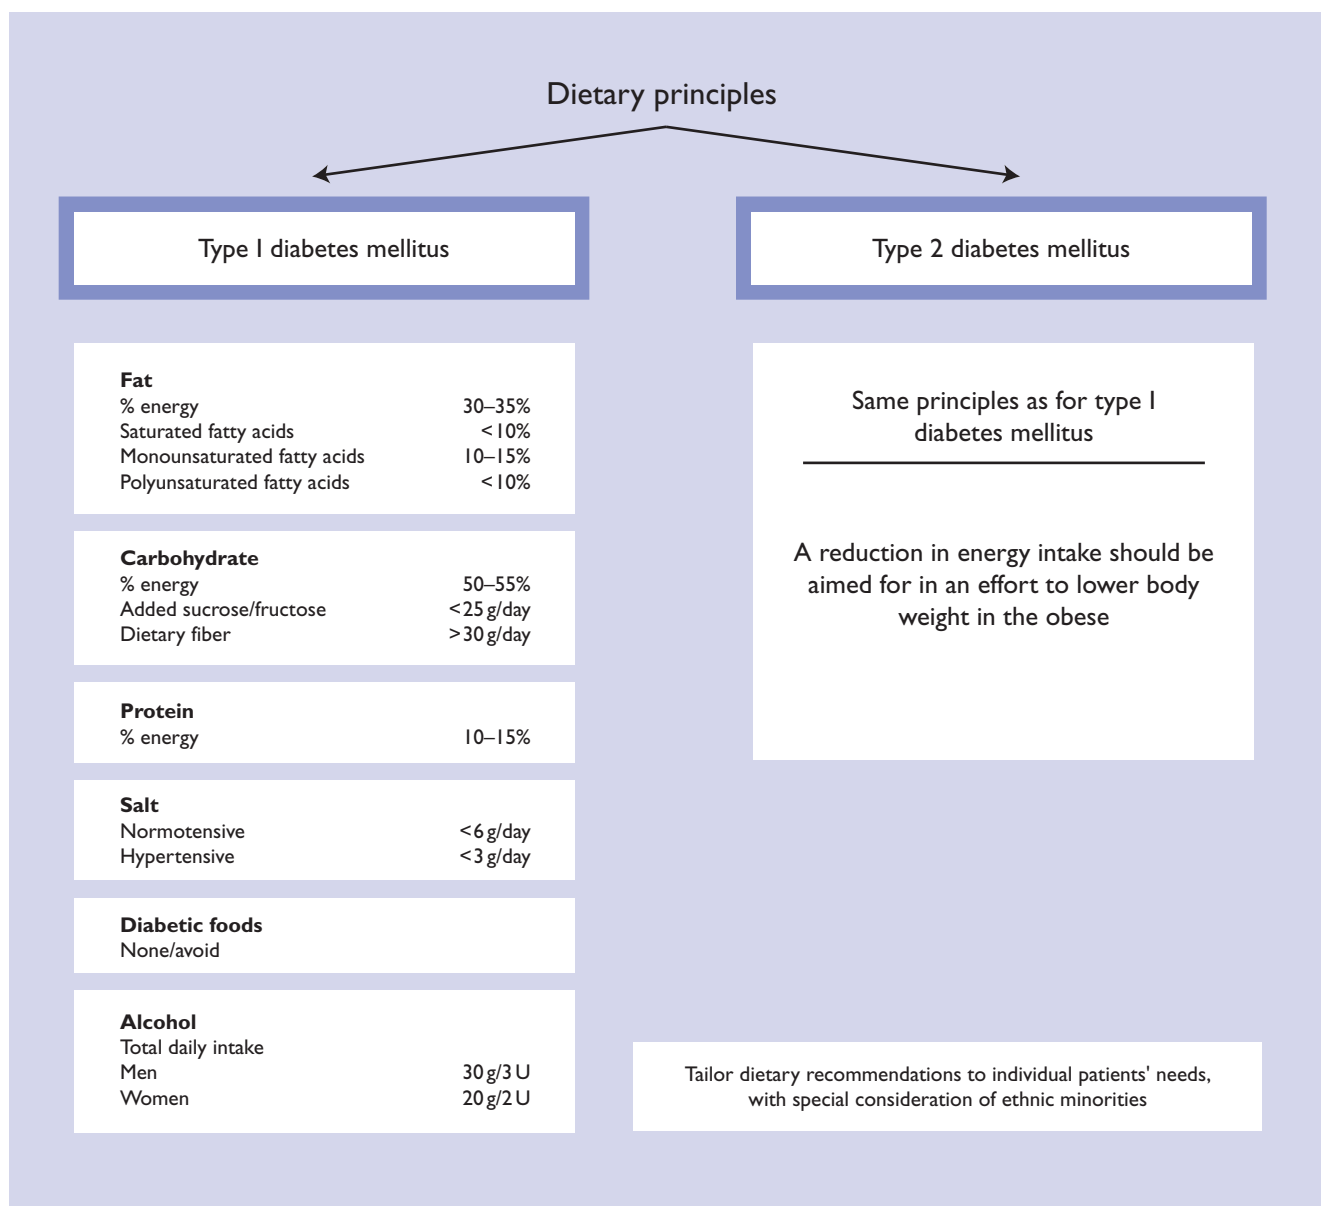 Dietary principles
Type 1 diabetes mellitus
Fat
% energy 30–35%
Saturated fatty acids <10%
Monounsaturated fatty acids 10–15%
Polyunsaturated fatty acids <10%
Carbohydrate
% energy 50–55%
Added sucrose/fructose <25 g/day
Dietary fiber >30 g/day
Protein
% energy 10–15%
Salt
Normotensive <6 g/day
Hypertensive <3 g/day
Diabetic foods
None/avoid
Alcohol
Total daily intake
Men 30 g/3 U
Women 20 g/2 U
Type 2 diabetes mellitus
Same principles as for type 1
diabetes mellitus
A reduction in energy intake should be
aimed for in an effort to lower body
weight in the obese
Tailor dietary recommendations to individual patients' needs,
with special consideration of ethnic minorities